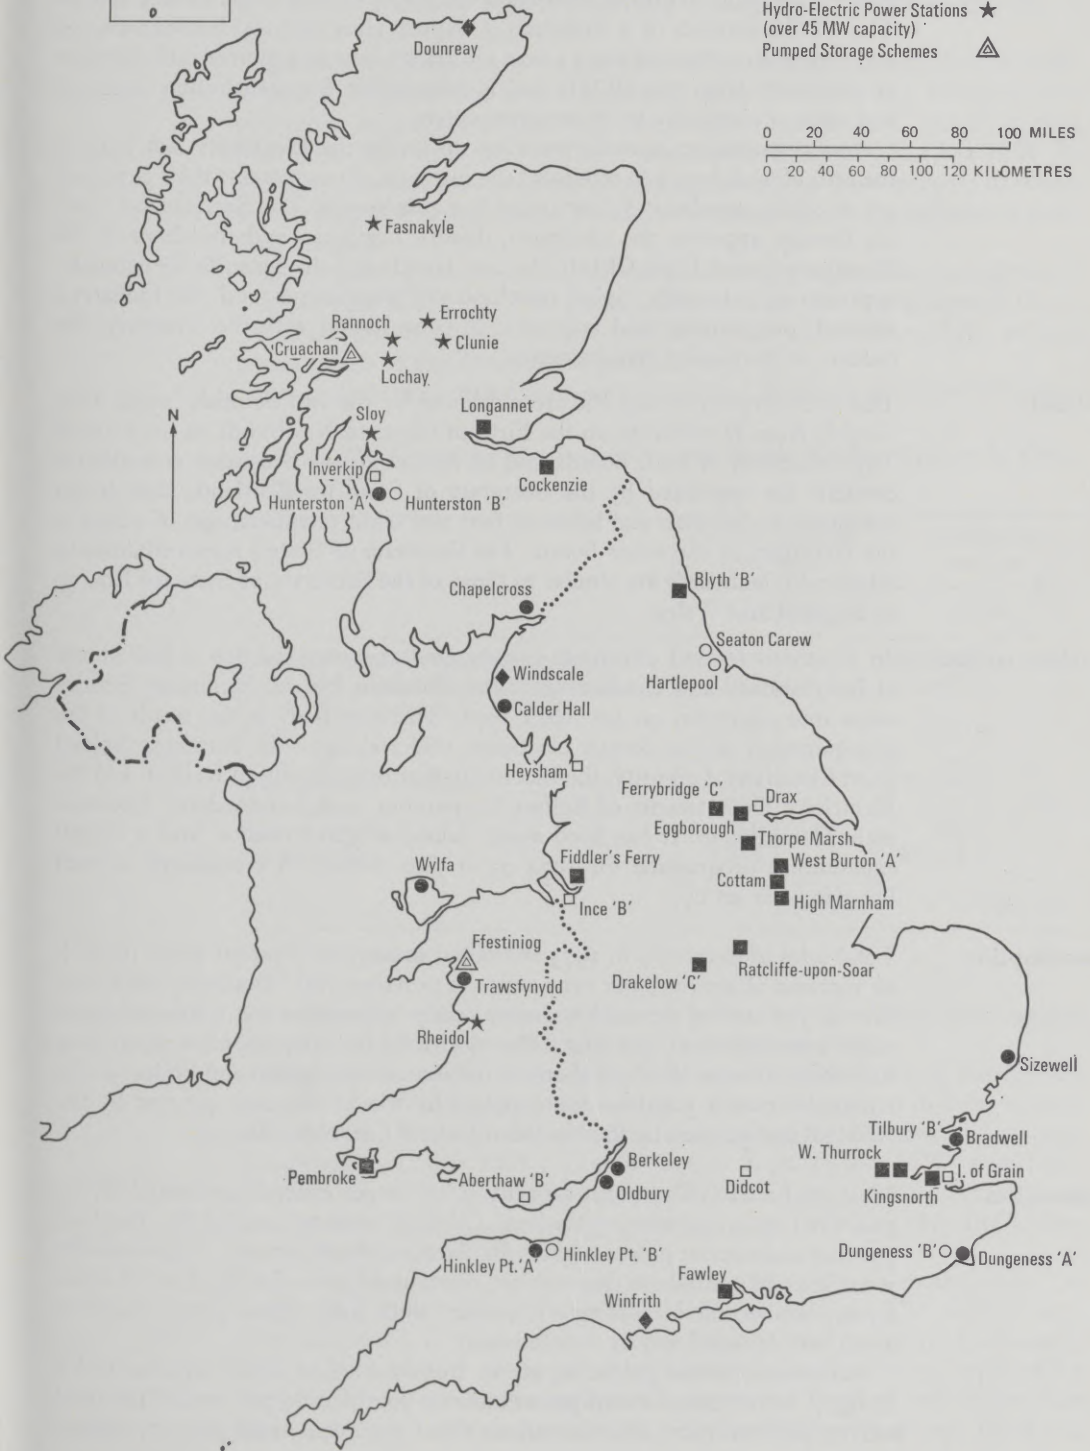 Hydro-Electric Power Stations
(over 45 MW capacity)
Pumped Storage Schemes
0 20 40 60 80 100 MILES
0 20 40 60 80 100 120 KILOMETRES
Dounreay
Fasnakyle
Errochty
Rannoch
Clunie
Cruachan
Lochay
N
Sloy
Longannet
Inverkip
Cockenzie
Hunterston 'A'
Hunterston 'B'
Blyth 'B'
Chapelcross
Seaton Carew
Hartlepool
Windscale
Calder Hall
Heysham
Ferrybridge 'C'
Drax
Eggborough
Thorpe Marsh
Fiddler's Ferry
West Burton 'A'
Wylfa
Cottam
High Marnham
Ince 'B'
Ffestiniog
Ratcliffe-upon-Soar
Drakelow 'C'
Trawsfynydd
Rheidol
Sizewell
Tilbury 'B'
Bradwell
W. Thurrock
Berkeley
I. of Grain
Pembroke
Aberthaw 'B'
Didcot
Oldbury
Kingsnorth
Hinkley Pt. 'A'
Hinkley Pt. 'B'
Dungeness 'B'
Dungeness 'A'
Fawley
Winfrith